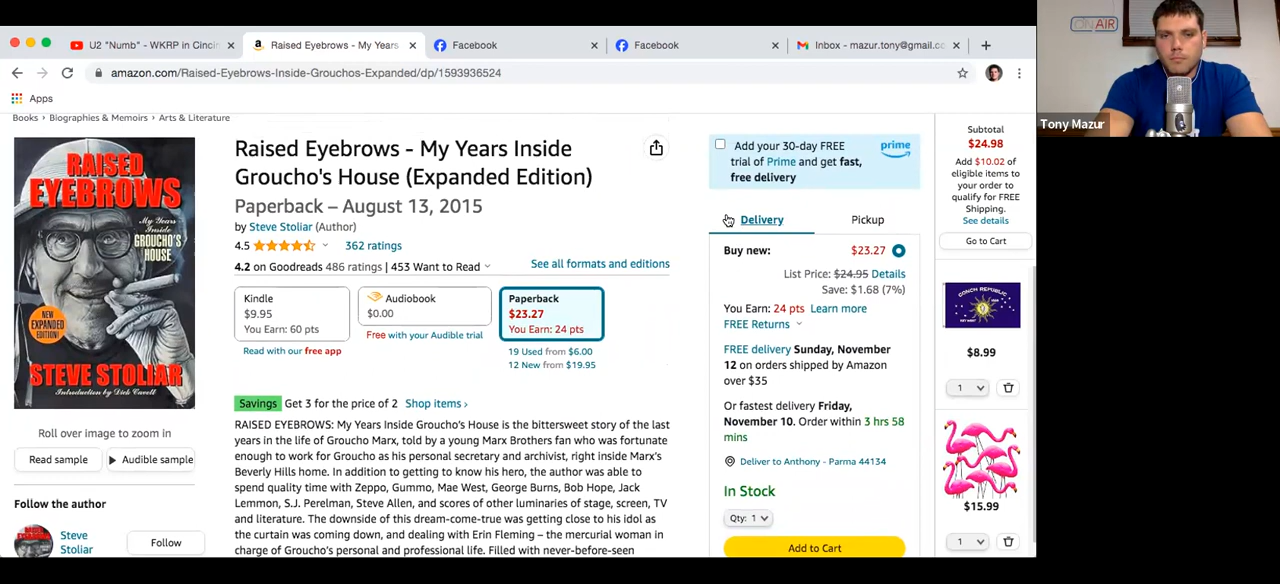 U2 "Numb" - WKRP in Cincin
Raised Eyebrows - My Years
Facebook
Facebook
Inbox - mazur.tony@gmail.co
amazon.com/Raised-Eyebrows-Inside-Grouchos-Expanded/dp/1593936524
Apps
Books › Biographies & Memoirs › Arts & Literature
RAISED
EYEBROWS
My Years
Inside
GROUCHO'S
HOUSE
NEW
EXPANDED
EDITION!
STEVE STOLIAR
Introduction by Dick Cavett
Roll over image to zoom in
Read sample
Audible sample
Follow the author
Steve
Stoliar
Follow
Raised Eyebrows - My Years Inside
Groucho's House (Expanded Edition)
Paperback – August 13, 2015
by Steve Stoliar (Author)
4.5 362 ratings
4.2 on Goodreads 486 ratings | 453 Want to Read
See all formats and editions
Kindle
$9.95
You Earn: 60 pts
Read with our free app
Audiobook
$0.00
Free with your Audible trial
Paperback
$23.27
You Earn: 24 pts
19 Used from $6.00
12 New from $19.95
Savings Get 3 for the price of 2 Shop items ›
RAISED EYEBROWS: My Years Inside Groucho's House is the bittersweet story of the last
years in the life of Groucho Marx, told by a young Marx Brothers fan who was fortunate
enough to work for Groucho as his personal secretary and archivist, right inside Marx's
Beverly Hills home. In addition to getting to know his hero, the author was able to
spend quality time with Zeppo, Gummo, Mae West, George Burns, Bob Hope, Jack
Lemmon, S.J. Perelman, Steve Allen, and scores of other luminaries of stage, screen, TV
and literature. The downside of this dream-come-true was getting close to his idol as
the curtain was coming down, and dealing with Erin Fleming – the mercurial woman in
charge of Groucho's personal and professional life. Filled with never-before-seen
Add your 30-day FREE
trial of Prime and get fast,
free delivery
prime
Delivery
Pickup
Buy new: $23.27
List Price: $24.95 Details
Save: $1.68 (7%)
You Earn: 24 pts Learn more
FREE Returns
FREE delivery Sunday, November
12 on orders shipped by Amazon
over $35
Or fastest delivery Friday,
November 10. Order within 3 hrs 58
mins
Deliver to Anthony - Parma 44134
In Stock
Qty: 1
Add to Cart
Subtotal
$24.98
Add $10.02 of
eligible items to
your order to
qualify for FREE
Shipping.
See details
Go to Cart
CONCH REPUBLIC
$8.99
1
$15.99
1
ON AIR
Tony Mazur